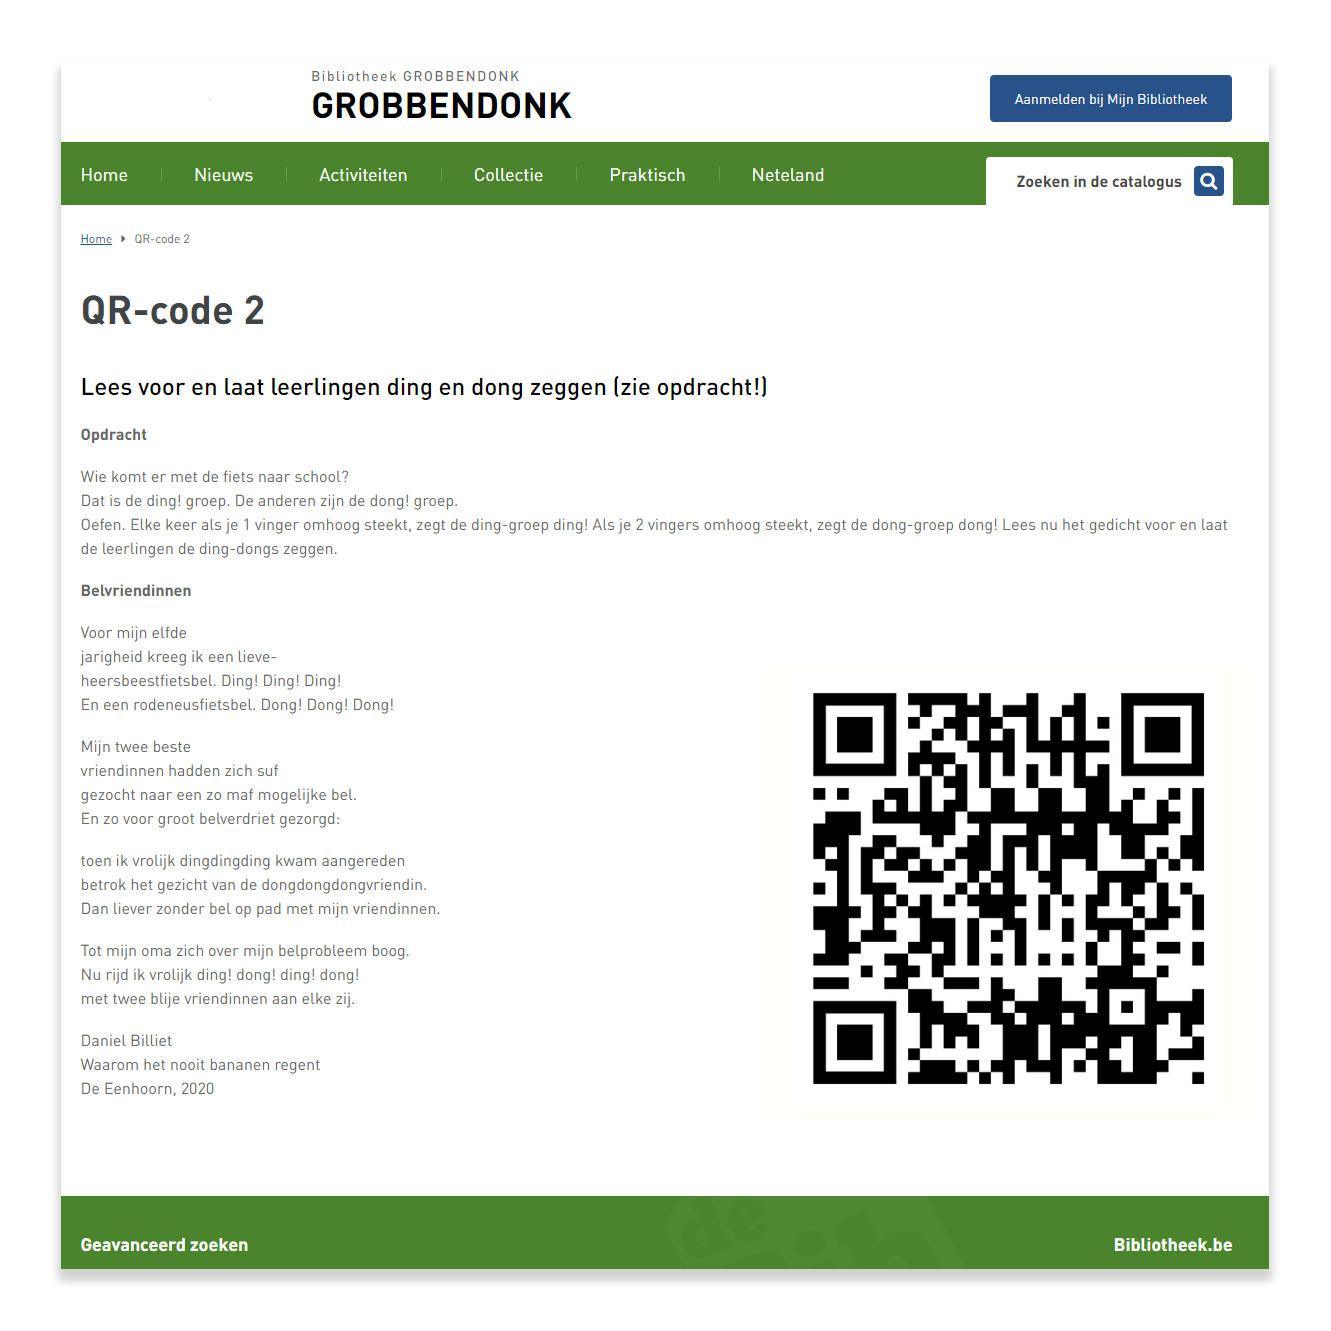 Bibliotheek GROBBENDONK
GROBBENDONK
Aanmelden bij Mijn Bibliotheek
Home
Nieuws
Activiteiten
Collectie
Praktisch
Neteland
Zoeken in de catalogus
Home QR-code 2
QR-code 2
Lees voor en laat leerlingen ding en dong zeggen (zie opdracht!)
Opdracht
Wie komt er met de fiets naar school?
Dat is de ding! groep. De anderen zijn de dong! groep.
Oefen. Elke keer als je 1 vinger omhoog steekt, zegt de ding-groep ding! Als je 2 vingers omhoog steekt, zegt de dong-groep dong! Lees nu het gedicht voor en laat
de leerlingen de ding-dongs zeggen.
Belvriendinnen
Voor mijn elfde
jarigheid kreeg ik een lieve-
heersbeestfietsbel. Ding! Ding! Ding!
En een rodeneusfietsbel. Dong! Dong! Dong!
Mijn twee beste
vriendinnen hadden zich suf
gezocht naar een zo maf mogelijke bel.
En zo voor groot belverdriet gezorgd:
toen ik vrolijk dingdingding kwam aangereden
betrok het gezicht van de dongdongdongvriendin.
Dan liever zonder bel op pad met mijn vriendinnen.
Tot mijn oma zich over mijn belprobleem boog.
Nu rijd ik vrolijk ding! dong! ding! dong!
met twee blije vriendinnen aan elke zij.
Daniel Billiet
Waarom het nooit bananen regent
De Eenhoorn, 2020
de
Geavanceerd zoeken
Bibliotheek.be